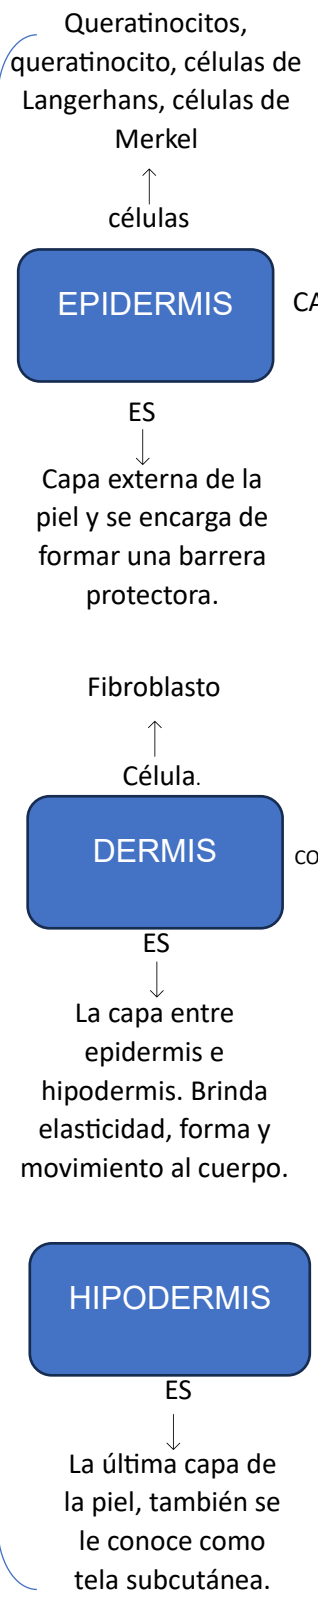 Queratinocitos,
queratinocito, células de
Langerhans, células de
Merkel
células
EPIDERMIS
CA
ES
Capa externa de la
piel y se encarga de
formar una barrera
protectora.
Fibroblasto
Célula.
DERMIS
co
ES
La capa entre
epidermis e
hipodermis. Brinda
elasticidad, forma y
movimiento al cuerpo.
HIPODERMIS
ES
La última capa de
la piel, también se
le conoce como
tela subcutánea.